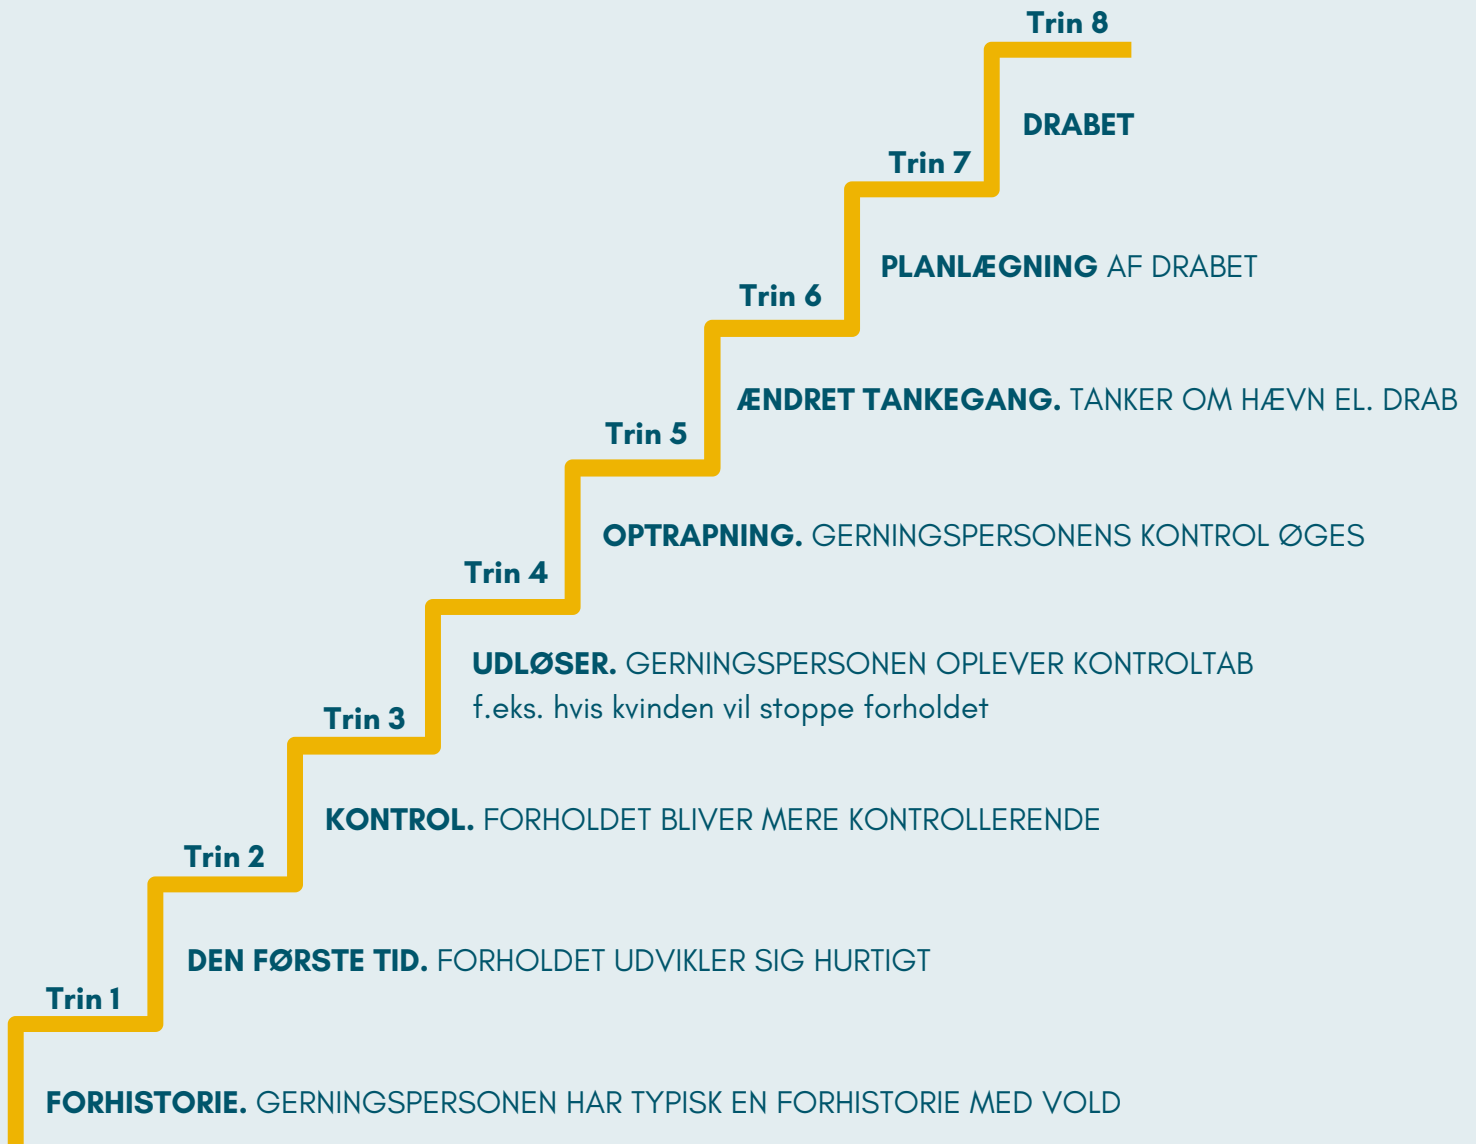 Trin 8
DRABET
Trin 7
PLANLÆGNING AF DRABET
Trin 6
ÆNDRET TANKEGANG. TANKER OM HÆVN EL. DRAB
Trin 5
OPTRAPNING. GERNINGSPERSONENS KONTROL ØGES
Trin 4
UDLØSER. GERNINGSPERSONEN OPLEVER KONTROLTAB
f.eks. hvis kvinden vil stoppe forholdet
Trin 3
KONTROL. FORHOLDET BLIVER MERE KONTROLLERENDE
Trin 2
DEN FØRSTE TID. FORHOLDET UDVIKLER SIG HURTIGT
Trin 1
FORHISTORIE. GERNINGSPERSONEN HAR TYPISK EN FORHISTORIE MED VOLD